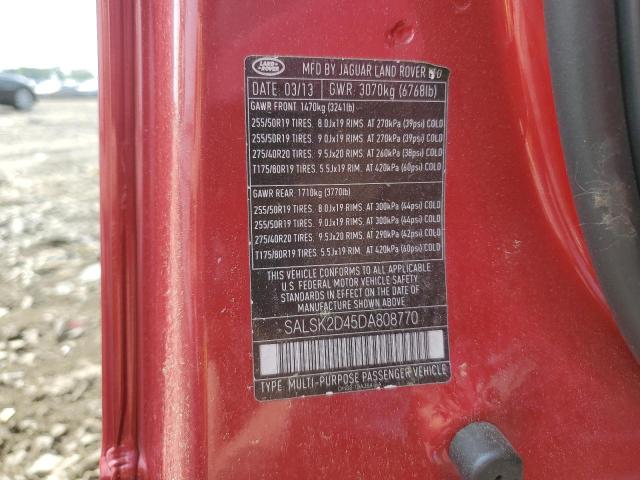 LAND ROVER
MFD BY JAGUAR LAND ROVER
DATE: 03/13 GWR: 3070kg (6768lb)
GAWR FRONT: 1470kg (3241lb)
255/50R19 TIRES. 8.0Jx19 RIMS. AT 270kPa (39psi) COLD
255/50R19 TIRES. 9.0Jx19 RIMS. AT 270kPa (39psi) COLD
275/40R20 TIRES. 9.5Jx20 RIMS. AT 260kPa (38psi) COLD
T175/80R19 TIRES. 5.5Jx19 RIM. AT 420kPa (60psi) COLD
GAWR REAR: 1710kg (3770lb)
255/50R19 TIRES. 8.0Jx19 RIMS. AT 300kPa (44psi) COLD
255/50R19 TIRES. 9.0Jx19 RIMS. AT 300kPa (44psi) COLD
275/40R20 TIRES. 9.5Jx20 RIMS. AT 290kPa (42psi) COLD
T175/80R19 TIRES. 5.5Jx19 RIM. AT 420kPa (60psi) COLD
THIS VEHICLE CONFORMS TO ALL APPLICABLE
U.S. FEDERAL MOTOR VEHICLE SAFETY
STANDARDS IN EFFECT ON THE DATE OF
MANUFACTURE SHOWN ABOVE.
SALSK2D45DA808770
TYPE: MULTI-PURPOSE PASSENGER VEHICLE